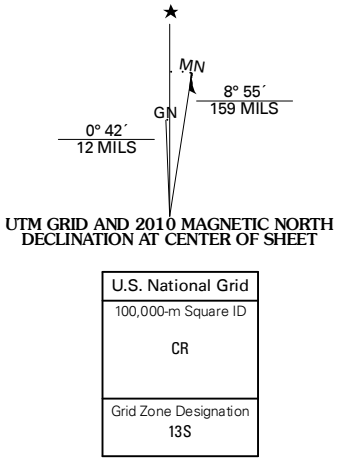 MN
GN
8° 55´
159 MILS
0° 42´
12 MILS
UTM GRID AND 2010 MAGNETIC NORTH
DECLINATION AT CENTER OF SHEET
U.S. National Grid
100,000-m Square ID
CR
Grid Zone Designation
13S